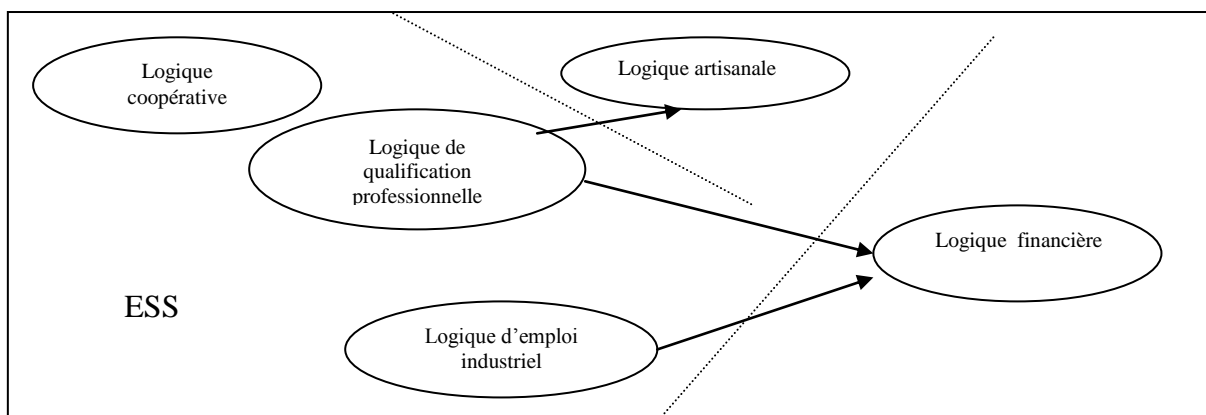 Logique
coopérative
Logique artisanale
Logique de
qualification
professionnelle
Logique financière
ESS
Logique d’emploi
industriel